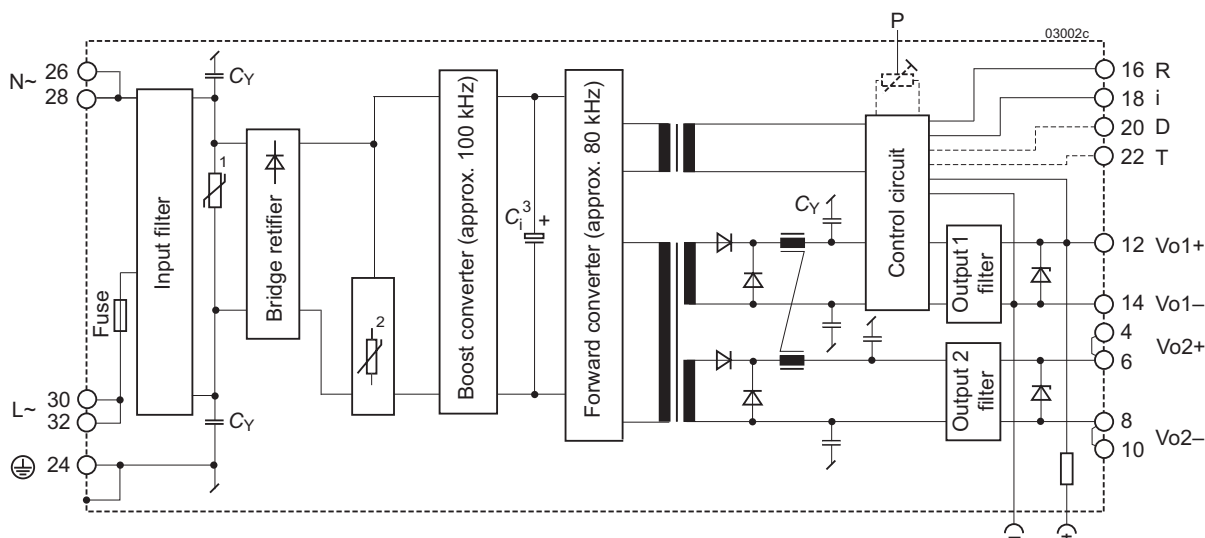 P
03002c
N~ 26
28
CY
Input filter
Fuse
1
Bridge retifier
2
Boost converter (approx. 100 kHz)
Ci 3 +
Forward converter (approx. 80 kHz)
CY
Control circuit
Output 1 filter
Output 2 filter
16 R
18 i
20 D
22 T
12 Vo1+
14 Vo1–
4
Vo2+
6
8
Vo2–
10
30
L~
32
CY
24
– +